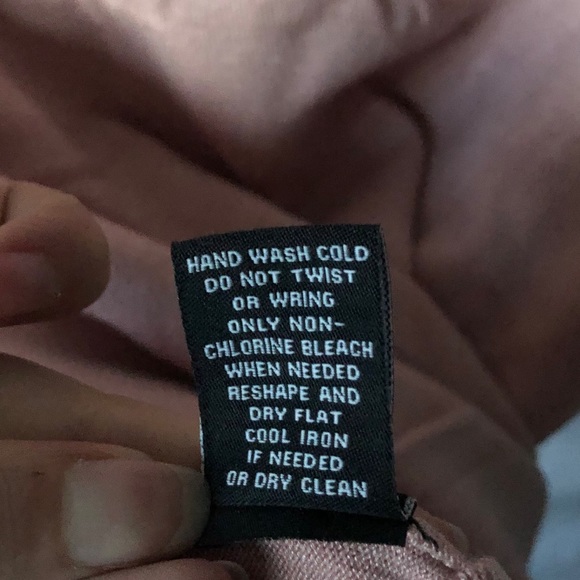 HAND WASH COLD
DO NOT TWIST
OR WRING
ONLY NON-
CHLORINE BLEACH
WHEN NEEDED
RESHAPE AND
DRY FLAT
COOL IRON
IF NEEDED
OR DRY CLEAN